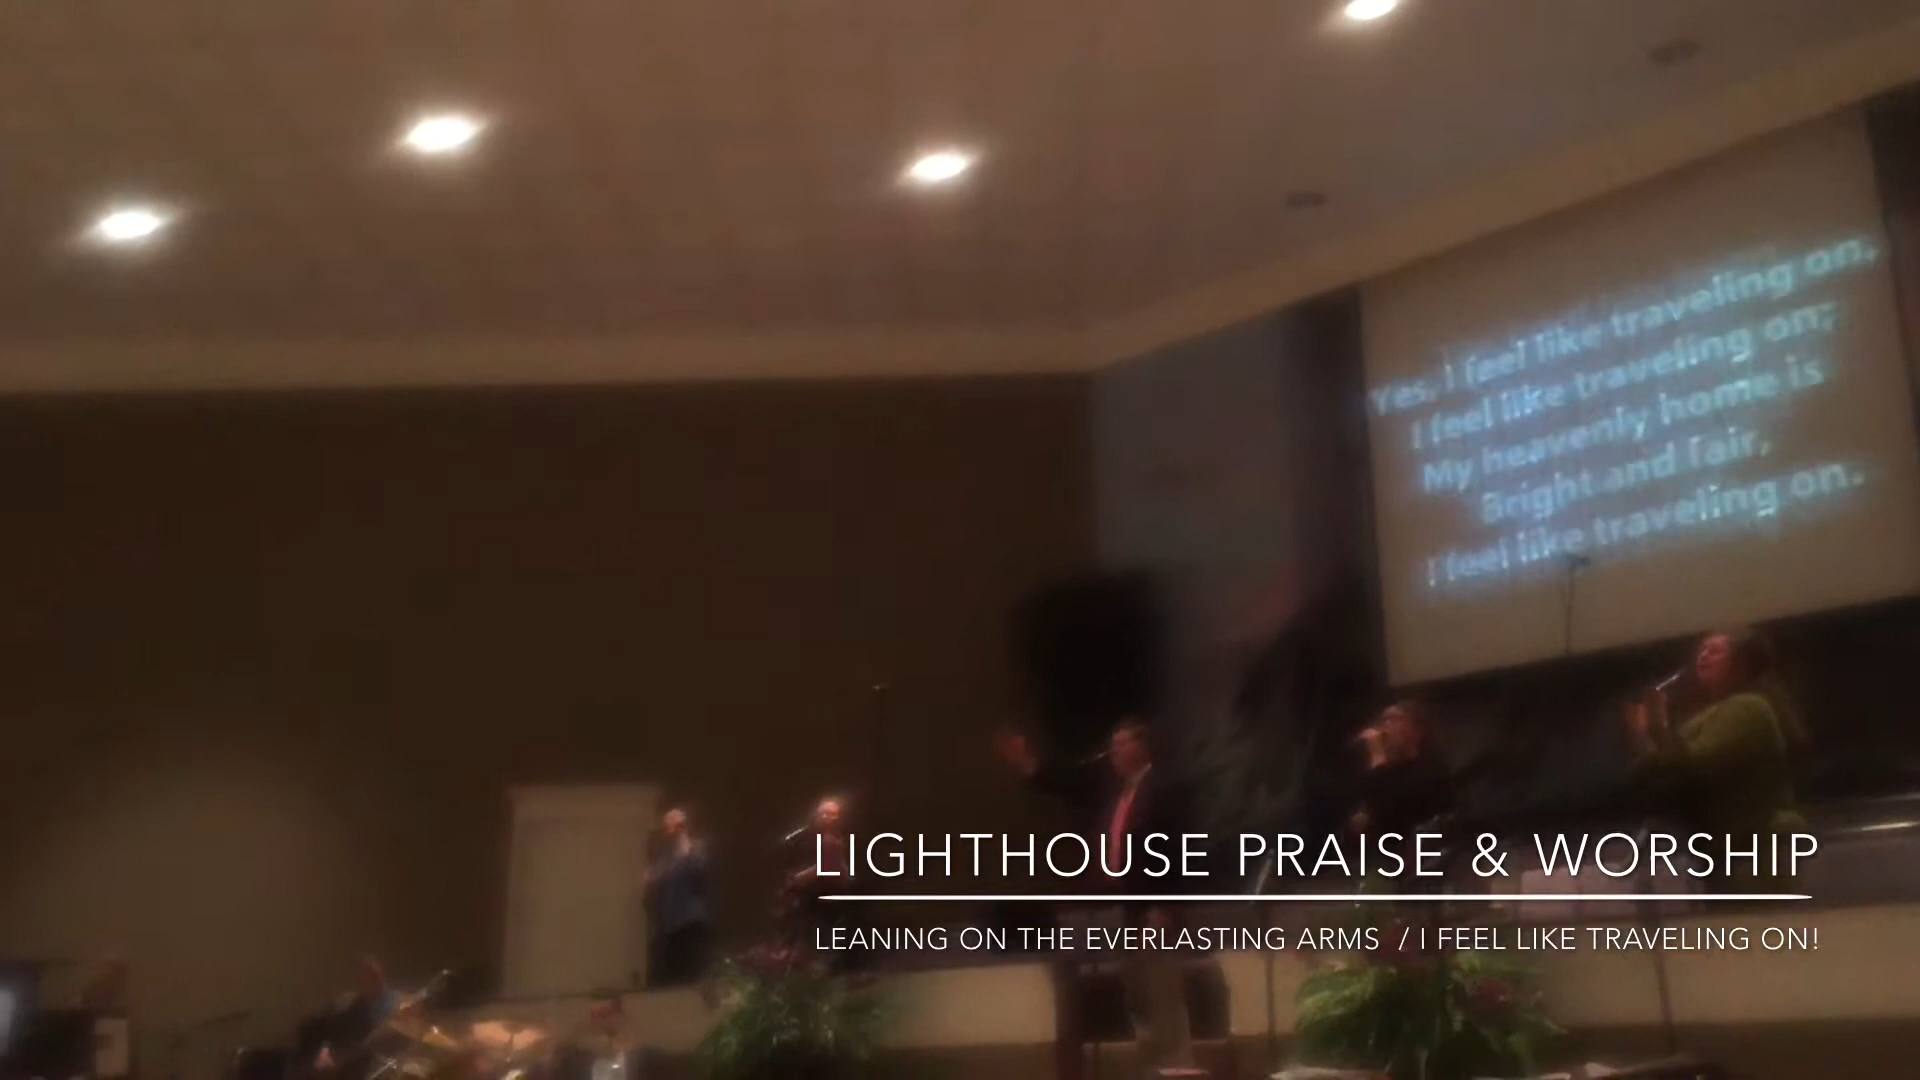 Yes, I feel like traveling on,
I feel like traveling on;
My heavenly home is
Bright and fair,
I feel like traveling on.
LIGHTHOUSE PRAISE & WORSHIP
LEANING ON THE EVERLASTING ARMS / I FEEL LIKE TRAVELING ON!